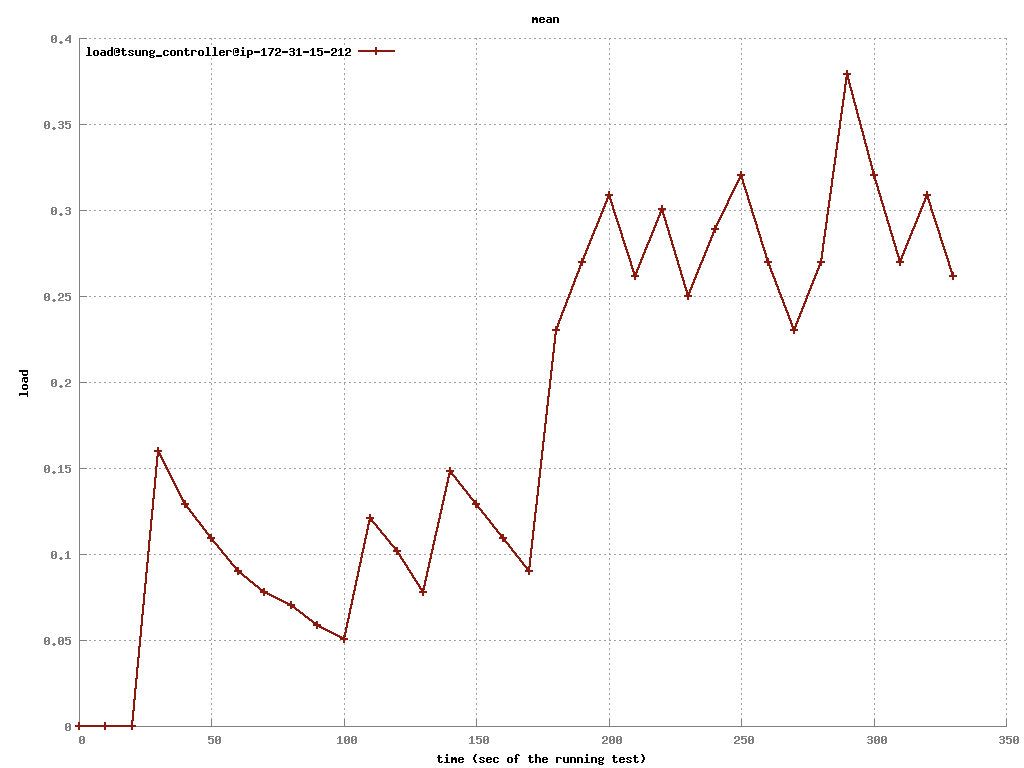 mean
load@tsung_controller@ip-172-31-15-212
0.4
0.35
0.3
0.25
0.2
0.15
0.1
0.05
0
load
0 50 100 150 200 250 300 350
time (sec of the running test)